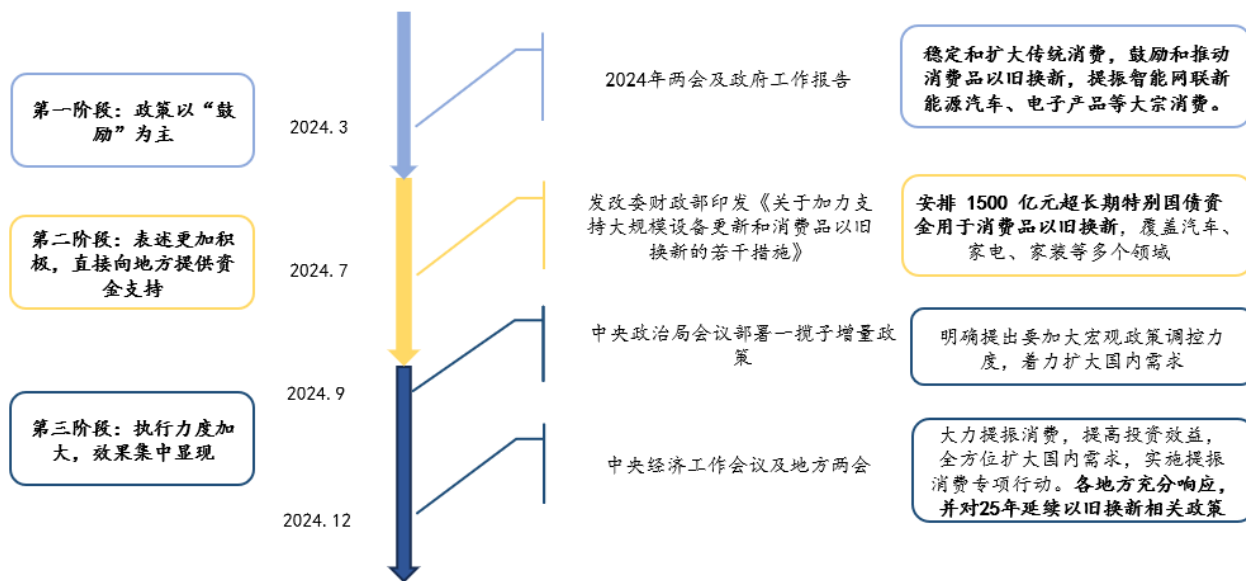 第一阶段：政策以“鼓
励”为主
2024.3
2024年两会及政府工作报告
稳定和扩大传统消费，鼓励和推动
消费品以旧换新，提振智能网联新
能源汽车、电子产品等大宗消费。
第二阶段：表述更加积
极，直接向地方提供资
金支持
2024.7
发改委财政部印发《关于加力支
持大规模设备更新和消费品以旧
换新的若干措施》
安排 1500 亿元超长期特别国债资
金用于消费品以旧换新，覆盖汽车、
家电、家装等多个领域
第三阶段：执行力度加
大，效果集中显现
2024.9
中央政治局会议部署一揽子增量政
策
明确提出要加大宏观政策调控力
度，着力扩大国内需求
2024.12
中央经济工作会议及地方两会
大力提振消费，提高投资效益，
全方位扩大国内需求，实施提振
消费专项行动。各地方充分响应，
并对25年延续以旧换新相关政策